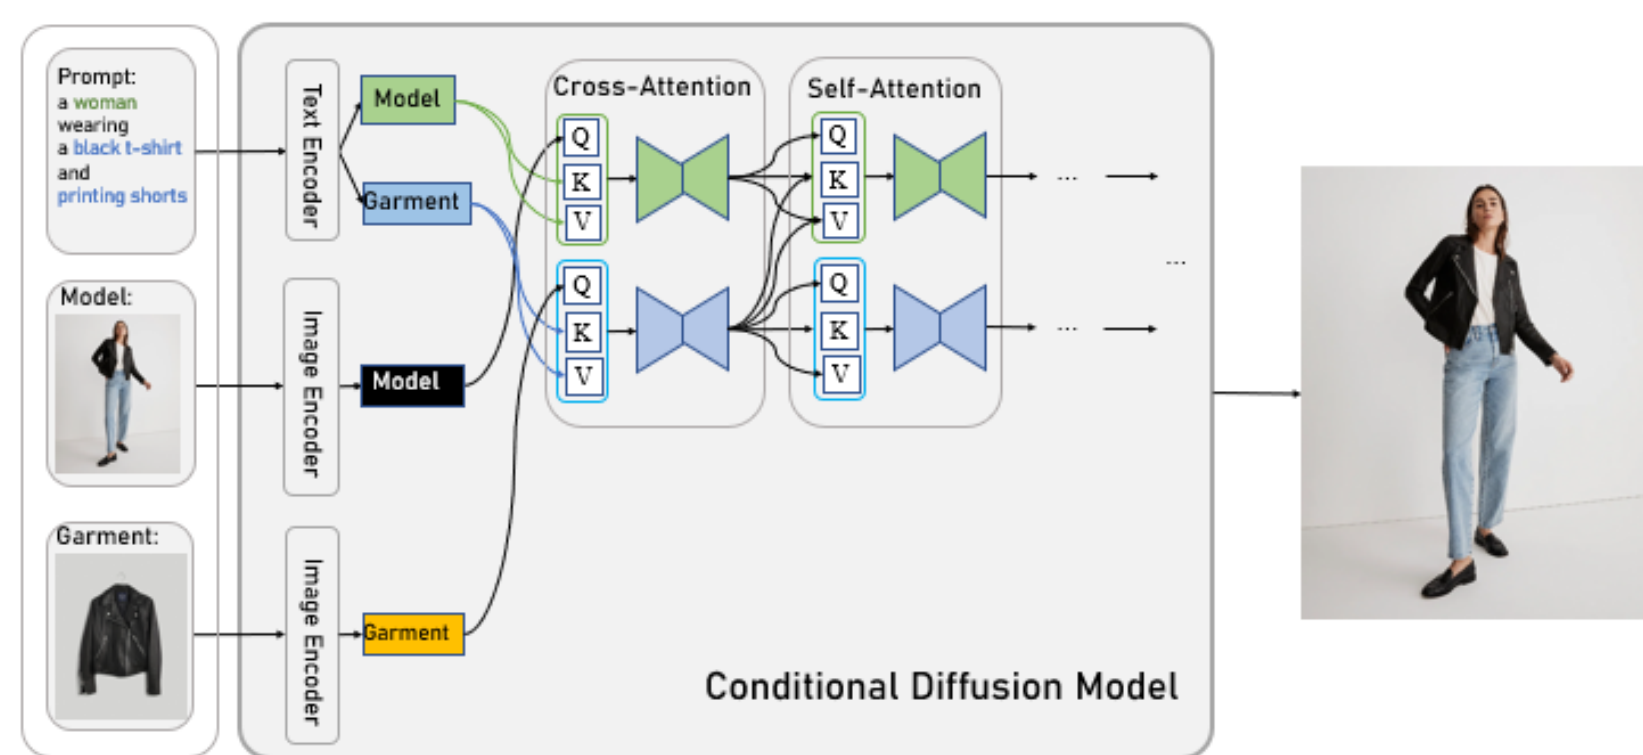 Prompt:
a woman
wearing
a black t-shirt
and
printing shorts
Model:
Garment:
Text Encoder
Image Encoder
Image Encoder
Model
Garment
Model
Garment
Cross-Attention
Q
K
V
Q
K
V
Self-Attention
Q
K
V
Q
K
V
...
...
...
Conditional Diffusion Model